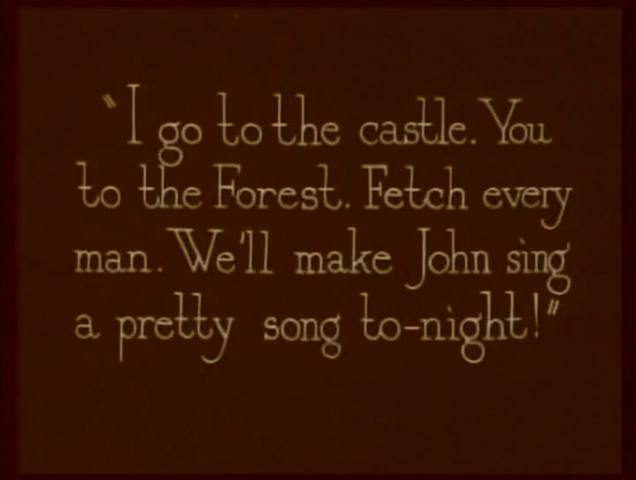 "I go to the castle. You
to the Forest. Fetch every
man. We'll make John sing
a pretty song to-night!"